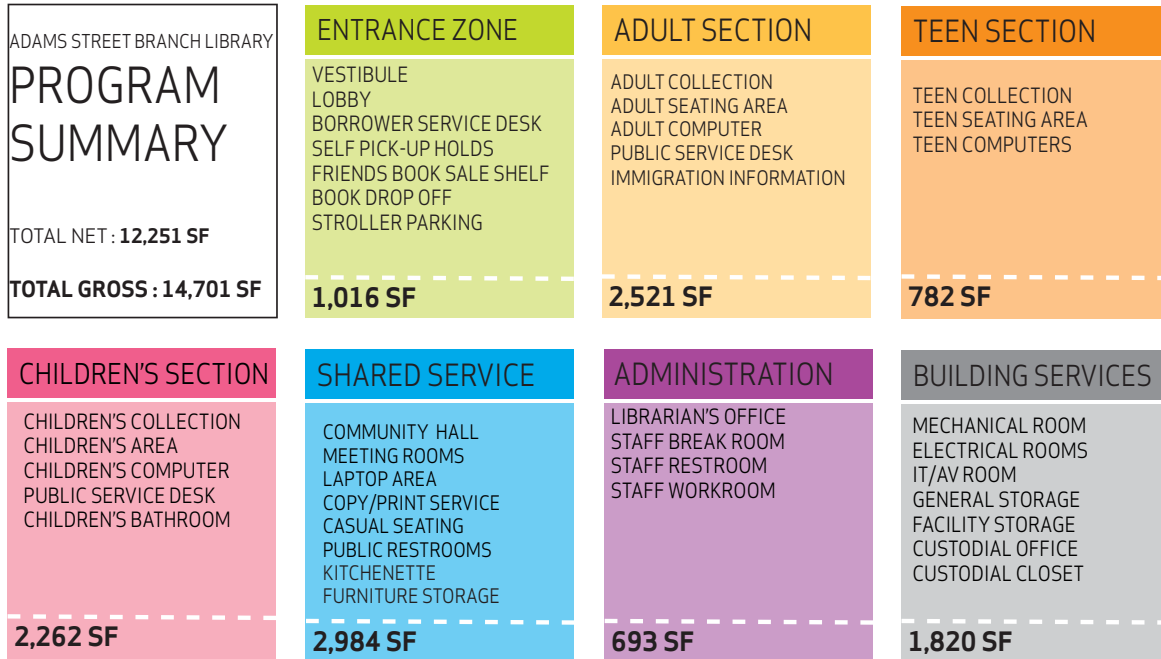 ADAMS STREET BRANCH LIBRARY
PROGRAM
SUMMARY
TOTAL NET : 12,251 SF
TOTAL GROSS : 14,701 SF
ENTRANCE ZONE
VESTIBULE
LOBBY
BORROWER SERVICE DESK
SELF PICK-UP HOLDS
FRIENDS BOOK SALE SHELF
BOOK DROP OFF
STROLLER PARKING
1,016 SF
ADULT SECTION
ADULT COLLECTION
ADULT SEATING AREA
ADULT COMPUTER
PUBLIC SERVICE DESK
IMMIGRATION INFORMATION
2,521 SF
TEEN SECTION
TEEN COLLECTION
TEEN SEATING AREA
TEEN COMPUTERS
782 SF
CHILDREN'S SECTION
CHILDREN'S COLLECTION
CHILDREN'S AREA
CHILDREN'S COMPUTER
PUBLIC SERVICE DESK
CHILDREN'S BATHROOM
2,262 SF
SHARED SERVICE
COMMUNITY HALL
MEETING ROOMS
LAPTOP AREA
COPY/PRINT SERVICE
CASUAL SEATING
PUBLIC RESTROOMS
KITCHENETTE
FURNITURE STORAGE
2,984 SF
ADMINISTRATION
LIBRARIAN'S OFFICE
STAFF BREAK ROOM
STAFF RESTROOM
STAFF WORKROOM
693 SF
BUILDING SERVICES
MECHANICAL ROOM
ELECTRICAL ROOMS
IT/AV ROOM
GENERAL STORAGE
FACILITY STORAGE
CUSTODIAL OFFICE
CUSTODIAL CLOSET
1,820 SF